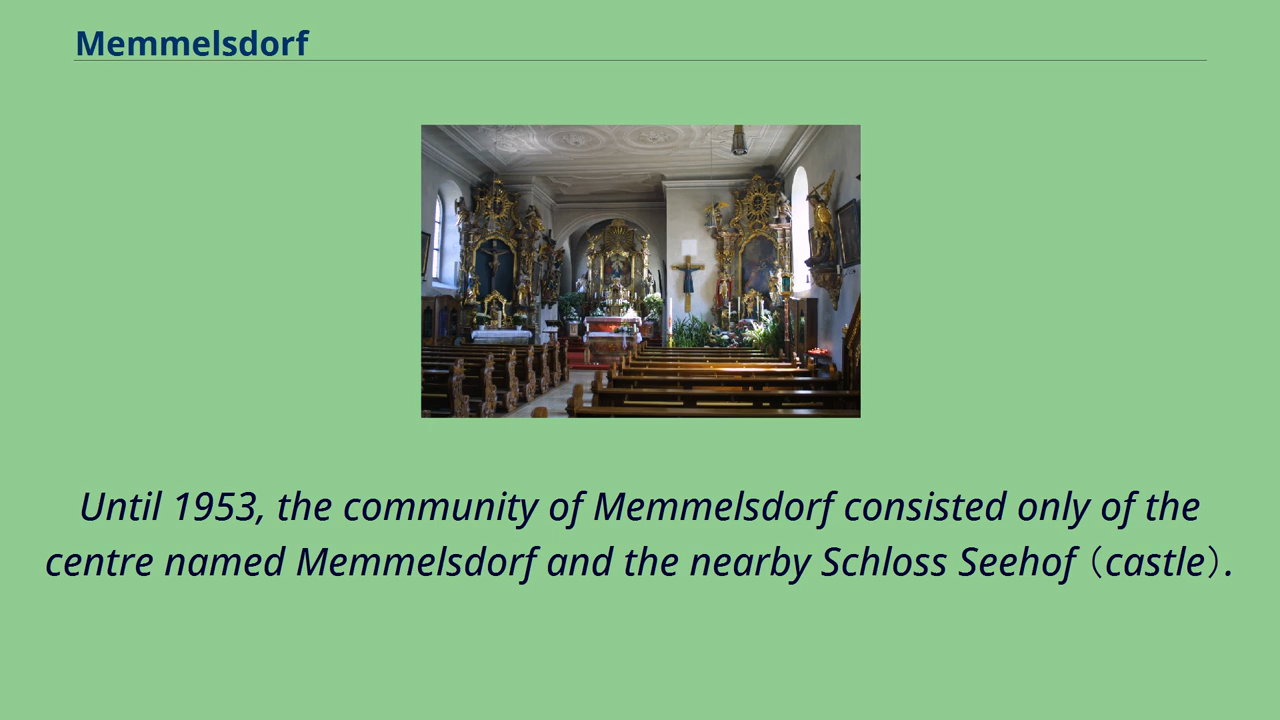 Memmelsdorf
Until 1953, the community of Memmelsdorf consisted only of the
centre named Memmelsdorf and the nearby Schloss Seehof（castle）.